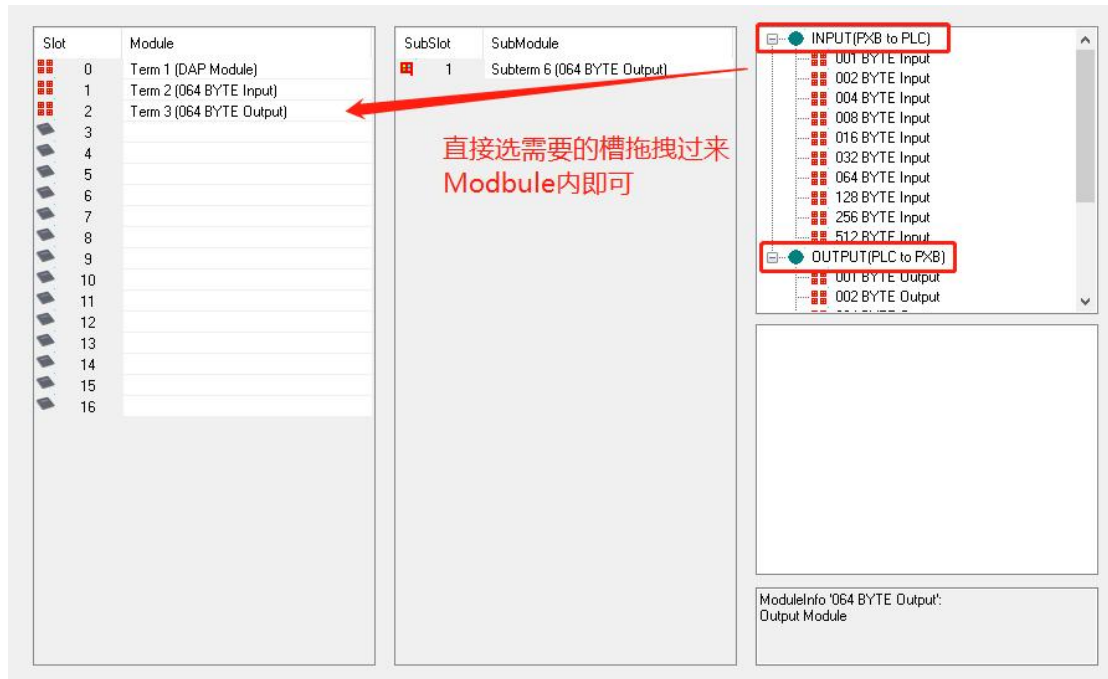 Slot Module
0 Term 1 (DAP Module)
1 Term 2 (064 BYTE Input)
2 Term 3 (064 BYTE Output)
3
4
5
6
7
8
9
10
11
12
13
14
15
16
SubSlot SubModule
1 Subterm 6 (064 BYTE Output)
直接选需要的槽拖拽过来
Modbule内即可
INPUT(PXB to PLC)
001 BYTE Input
002 BYTE Input
004 BYTE Input
008 BYTE Input
016 BYTE Input
032 BYTE Input
064 BYTE Input
128 BYTE Input
256 BYTE Input
512 BYTE Input
OUTPUT(PLC to PXB)
001 BYTE Output
002 BYTE Output
ModuleInfo '064 BYTE Output':
Output Module